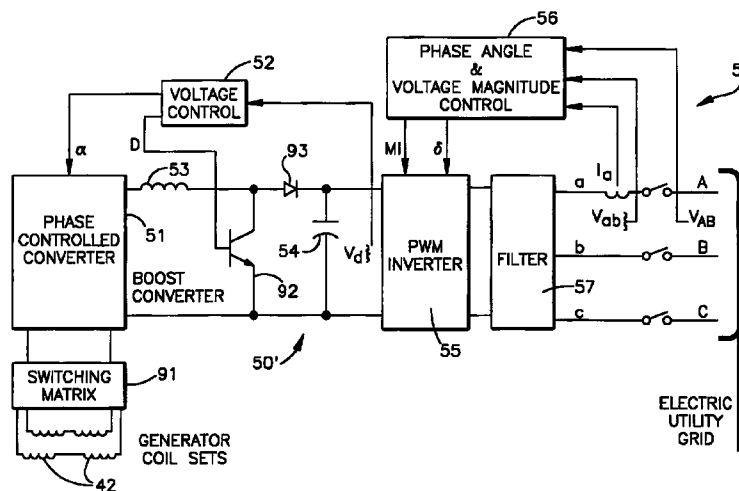 56
PHASE ANGLE
&
VOLTAGE MAGNITUDE
CONTROL
52
VOLTAGE
CONTROL
5
α
D
93
MI
δ
53
a
Ia
A
PHASE
CONTROLLED
CONVERTER
51
Vab
VAB
54
Vd
PWM
INVERTER
FILTER
b
B
BOOST
CONVERTER
92
57
55
c
C
50'
SWITCHING
MATRIX
91
ELECTRIC
UTILITY
GRID
GENERATOR
COIL SETS
42